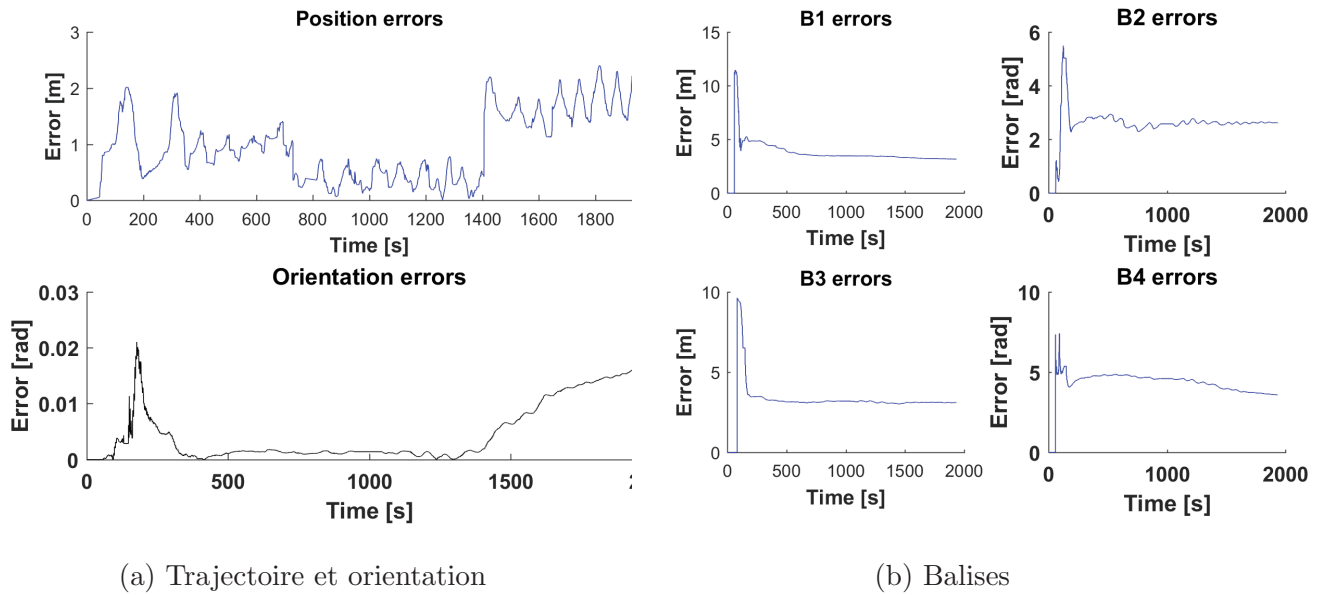 Position errors
3
2
1
0
Error [m]
0 200 400 600 800 1000 1200 1400 1600 1800
Time [s]
Orientation errors
0.03
0.02
0.01
0
Error [rad]
0 500 1000 1500
Time [s]
(a) Trajectoire et orientation
B1 errors
15
10
5
0
Error [m]
0 500 1000 1500 2000
Time [s]
B2 errors
6
4
2
0
Error [rad]
0 1000 2000
Time [s]
B3 errors
10
5
0
Error [m]
0 500 1000 1500 2000
Time [s]
B4 errors
10
5
0
Error [rad]
0 1000 2000
Time [s]
(b) Balises